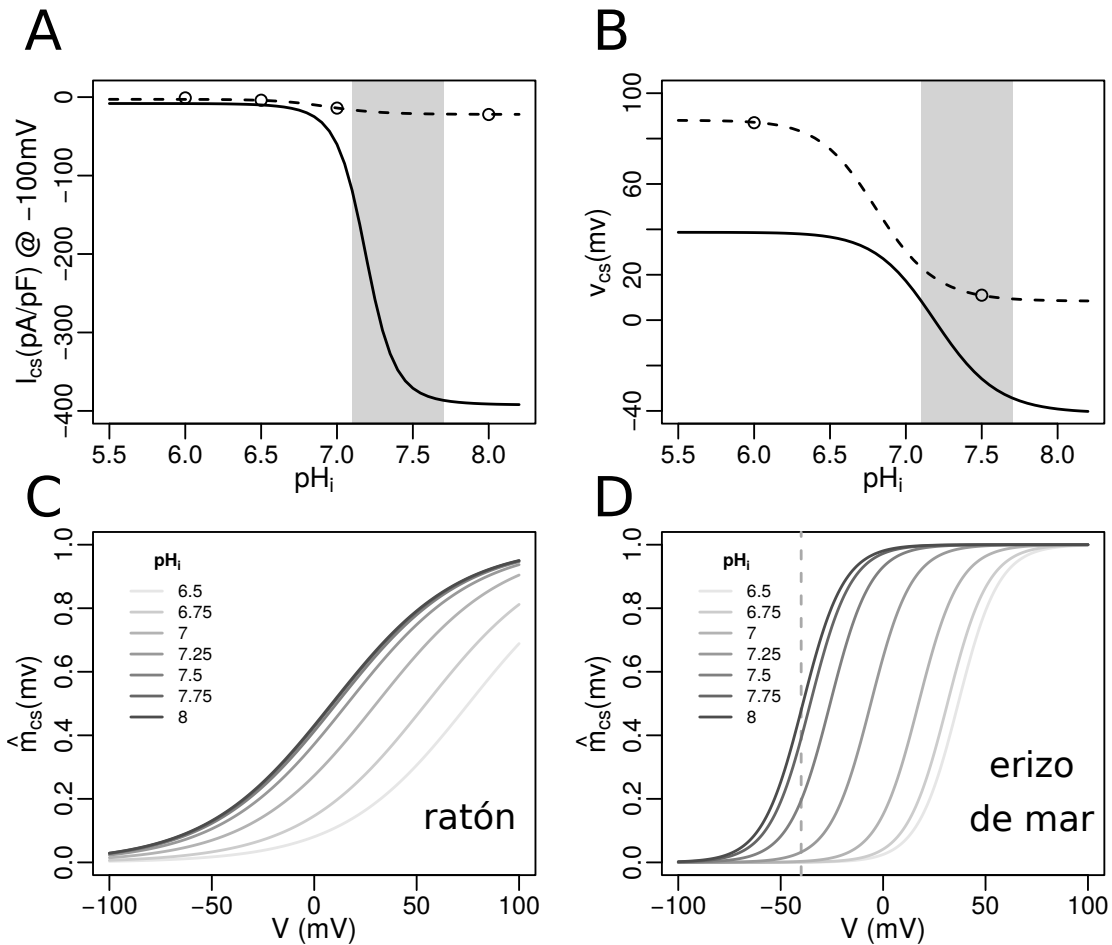 A
I_cs(pA/pF) @ −100mV
0
−100
−200
−300
−400
5.5 6.0 6.5 7.0 7.5 8.0
pH_i
B
v_cs(mv)
100
60
20
0
−40
5.5 6.0 6.5 7.0 7.5 8.0
pH_i
C
m̂_cs(mv)
1.0
0.8
0.6
0.4
0.2
0.0
pH_i
6.5
6.75
7
7.25
7.5
7.75
8
ratón
−100 −50 0 50 100
V (mV)
D
m̂_cs(mv)
1.0
0.8
0.6
0.4
0.2
0.0
pH_i
6.5
6.75
7
7.25
7.5
7.75
8
erizo
de mar
−100 −50 0 50 100
V (mV)